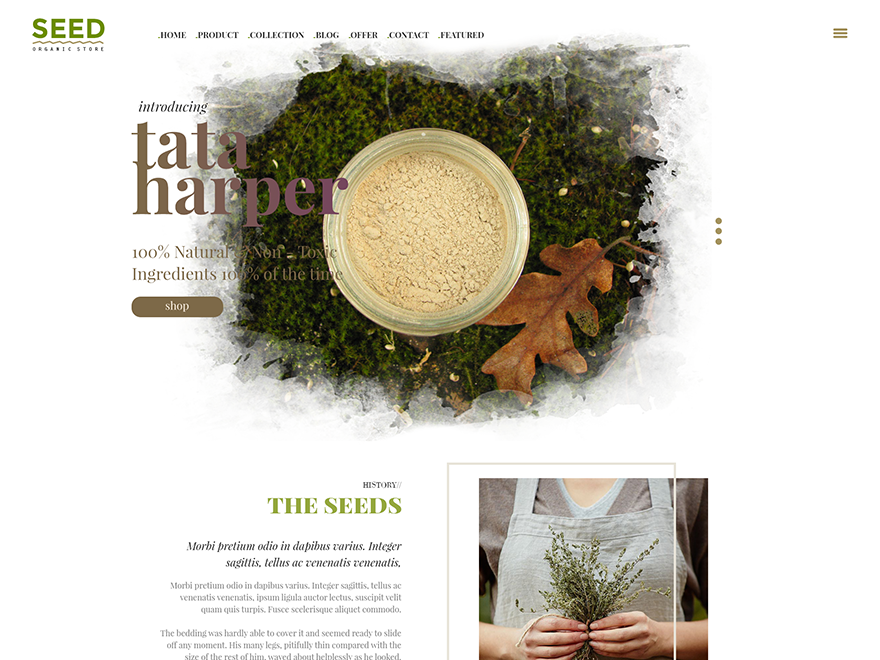 SEED
ORGANIC STORE
.HOME .PRODUCT .COLLECTION .BLOG .OFFER .CONTACT .FEATURED
introducing
tata
harper
100% Natural Non - Toxic
Ingredients 100% of the time
shop
HISTORY//
THE SEEDS
Morbi pretium odio in dapibus varius. Integer
sagittis, tellus ac venenatis venenatis,
Morbi pretium odio in dapibus varius. Integer sagittis, tellus ac
venenatis venenatis, ipsum ligula auctor lectus, suscipit velit
quam quis turpis. Fusce scelerisque aliquet commodo.
The bedding was hardly able to cover it and seemed ready to slide
off any moment. His many legs, pitifully thin compared with the
size of the rest of him, waved about helplessly as he looked.